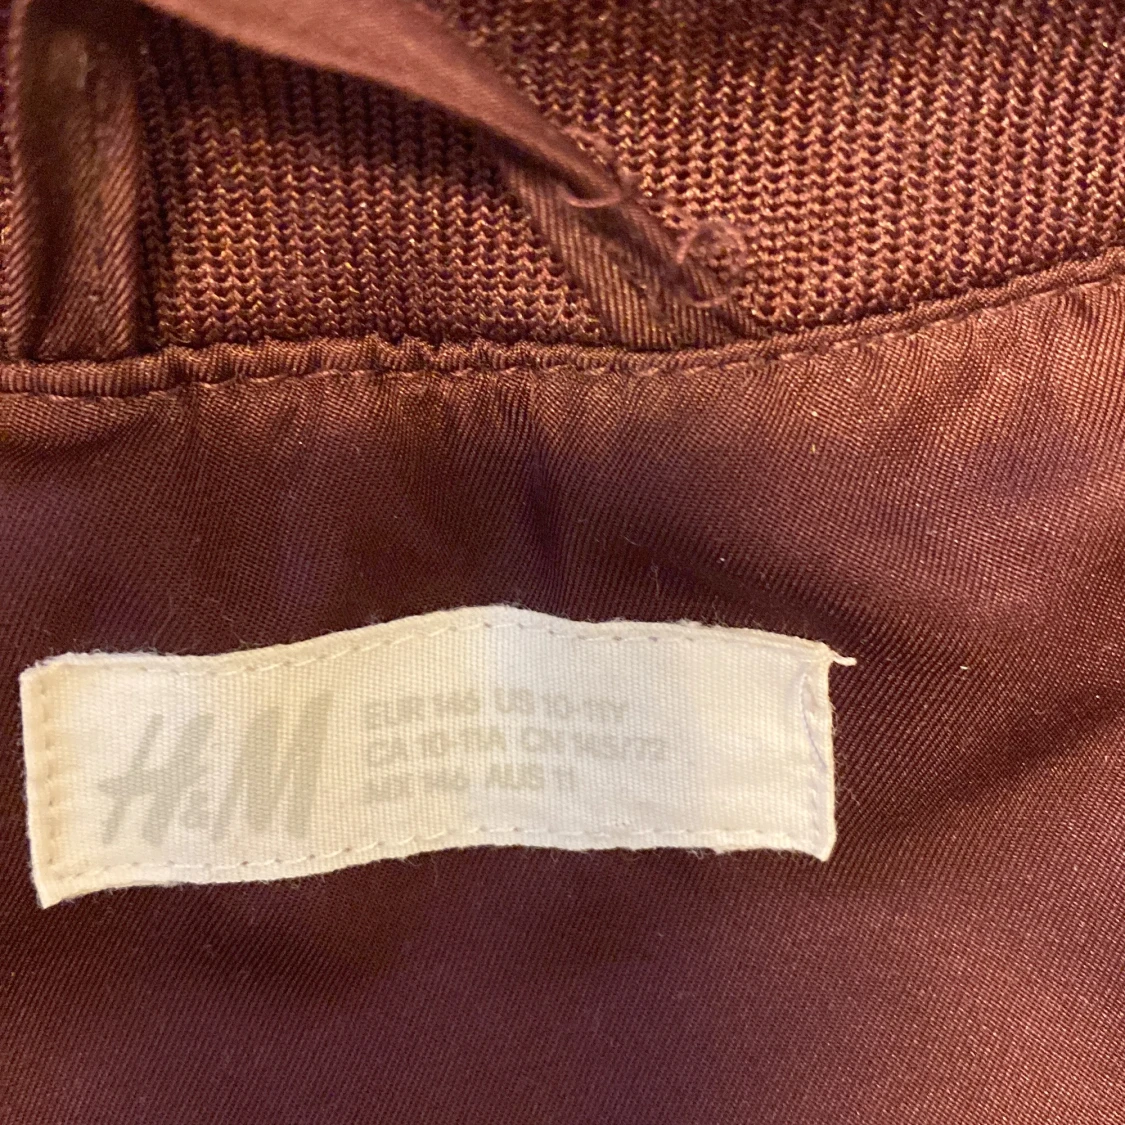 H&M
EUR 146 US 10-11Y
CA 10-11A CN 145/72
MX 146 AUS 11